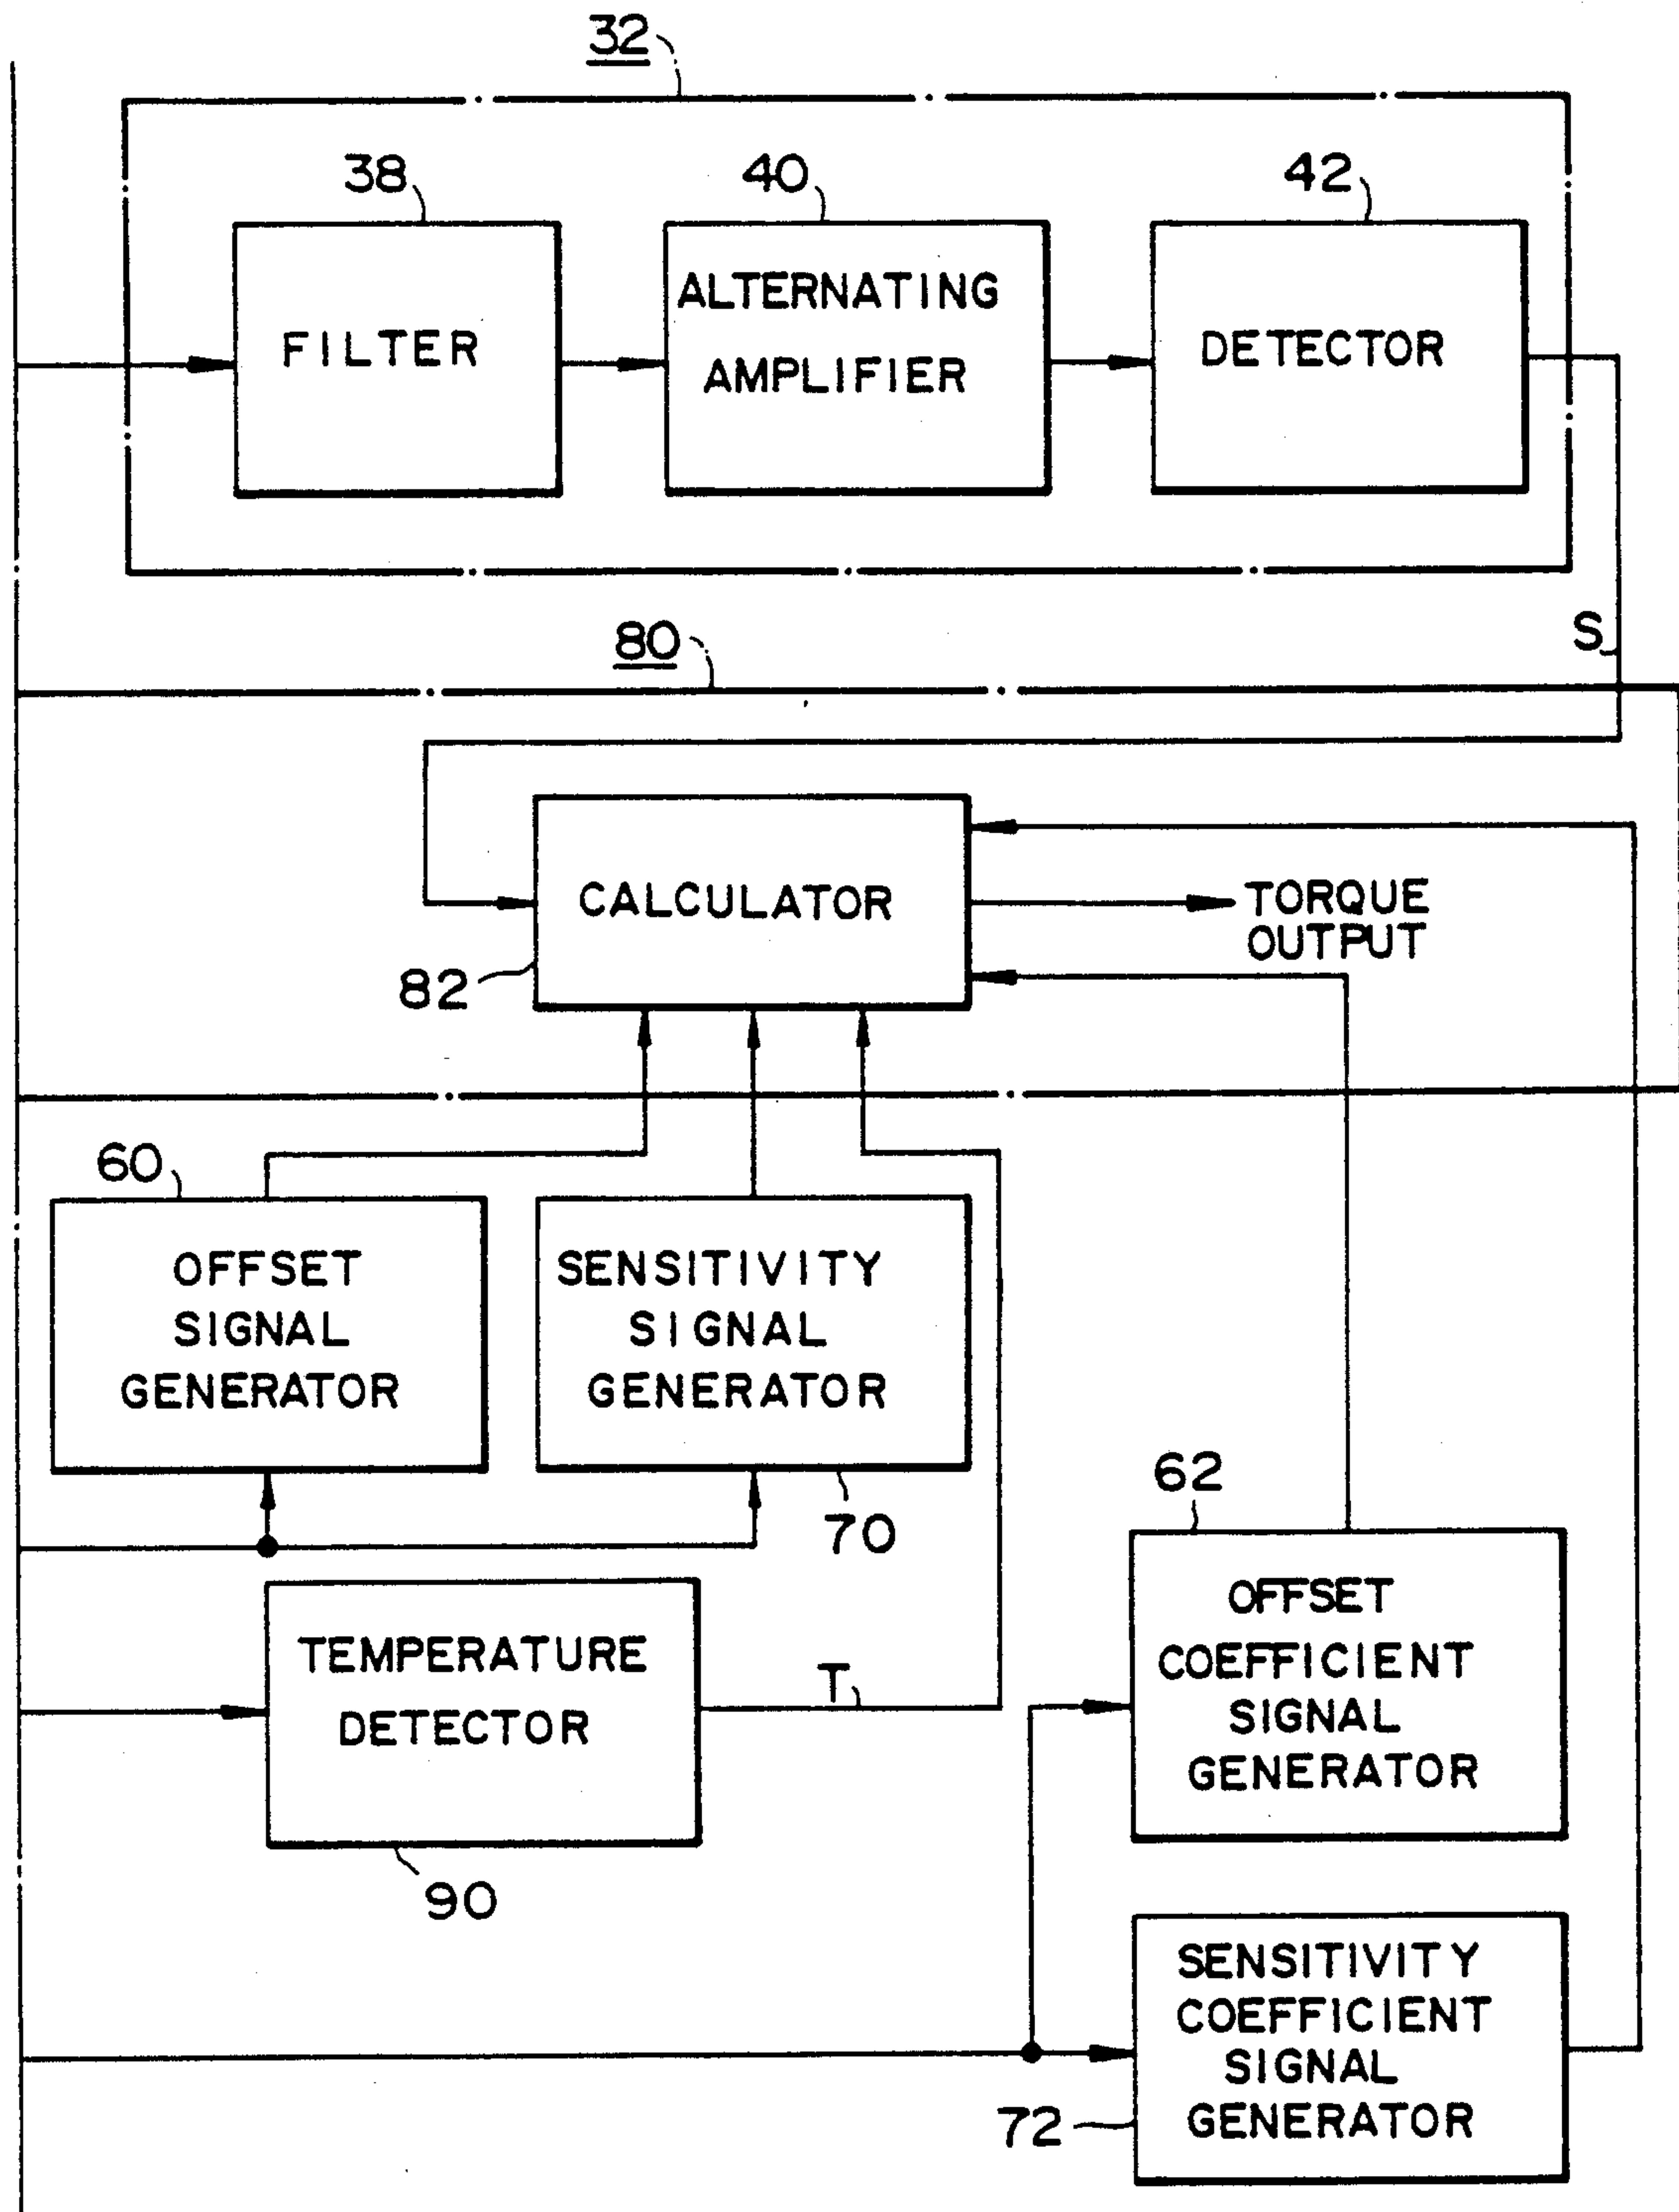 32
38
40
42
FILTER
ALTERNATING
AMPLIFIER
DETECTOR
S
80
CALCULATOR
TORQUE
OUTPUT
82
60
OFFSET
SIGNAL
GENERATOR
SENSITIVITY
SIGNAL
GENERATOR
70
62
TEMPERATURE
DETECTOR
T
90
OFFSET
COEFFICIENT
SIGNAL
GENERATOR
SENSITIVITY
COEFFICIENT
SIGNAL
GENERATOR
72